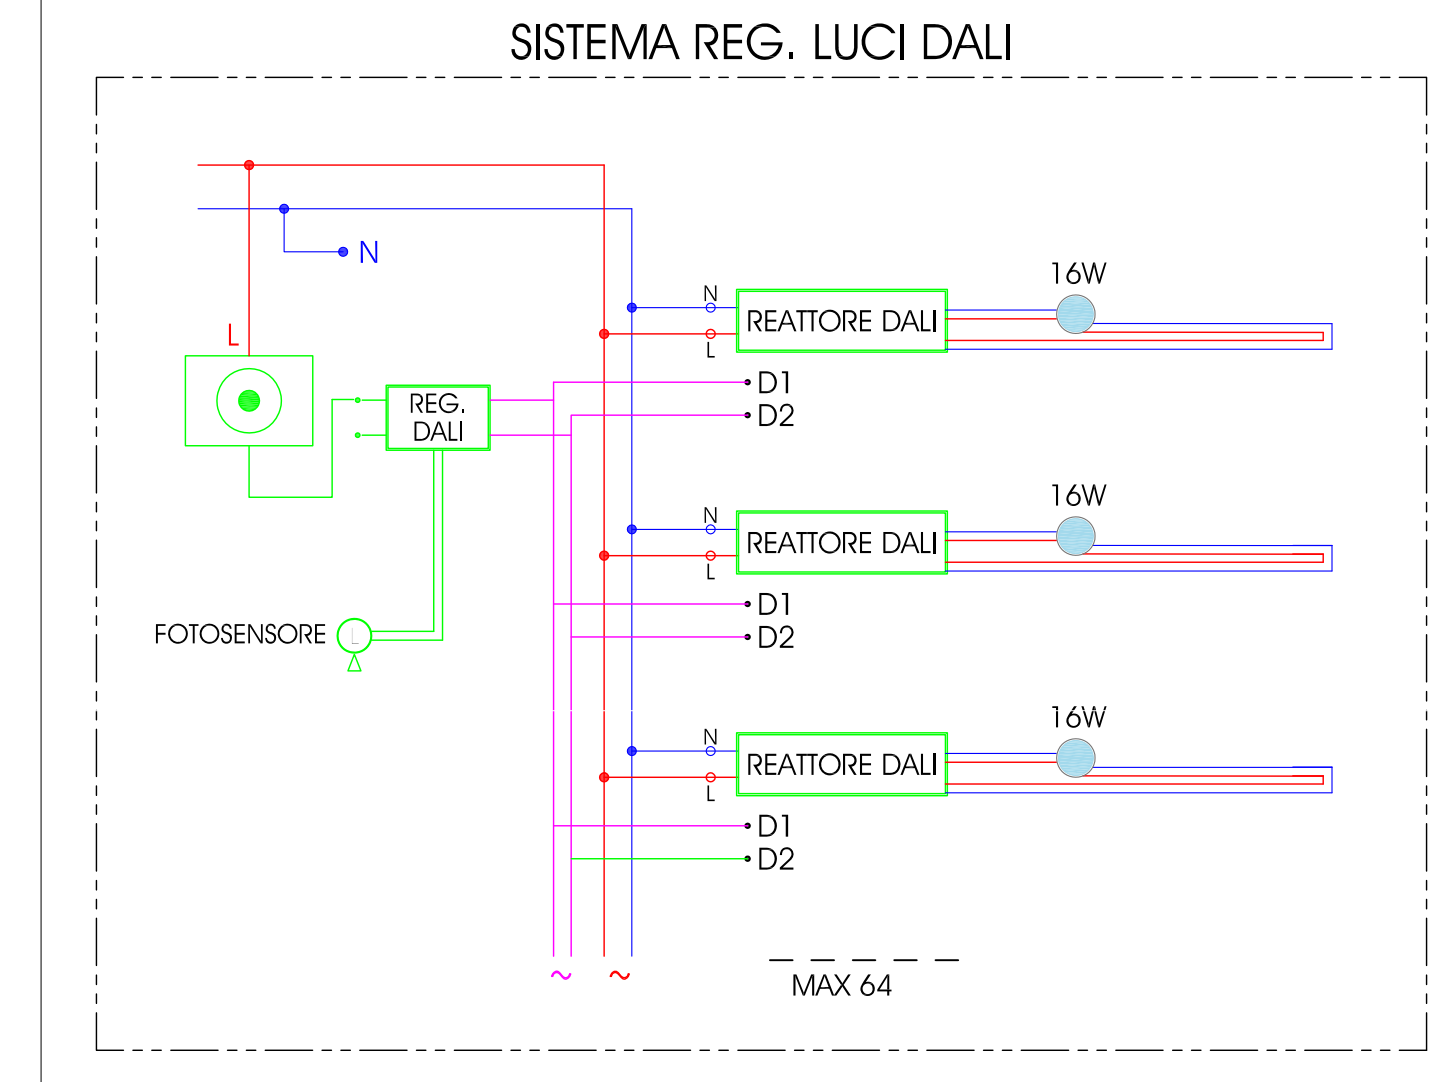 SISTEMA REG. LUCI DALI
N
L
REG.
DALI
FOTOSENSORE
L
N
L
REATTORE DALI
16W
D1
D2
N
L
REATTORE DALI
16W
D1
D2
N
L
REATTORE DALI
16W
D1
D2
MAX 64